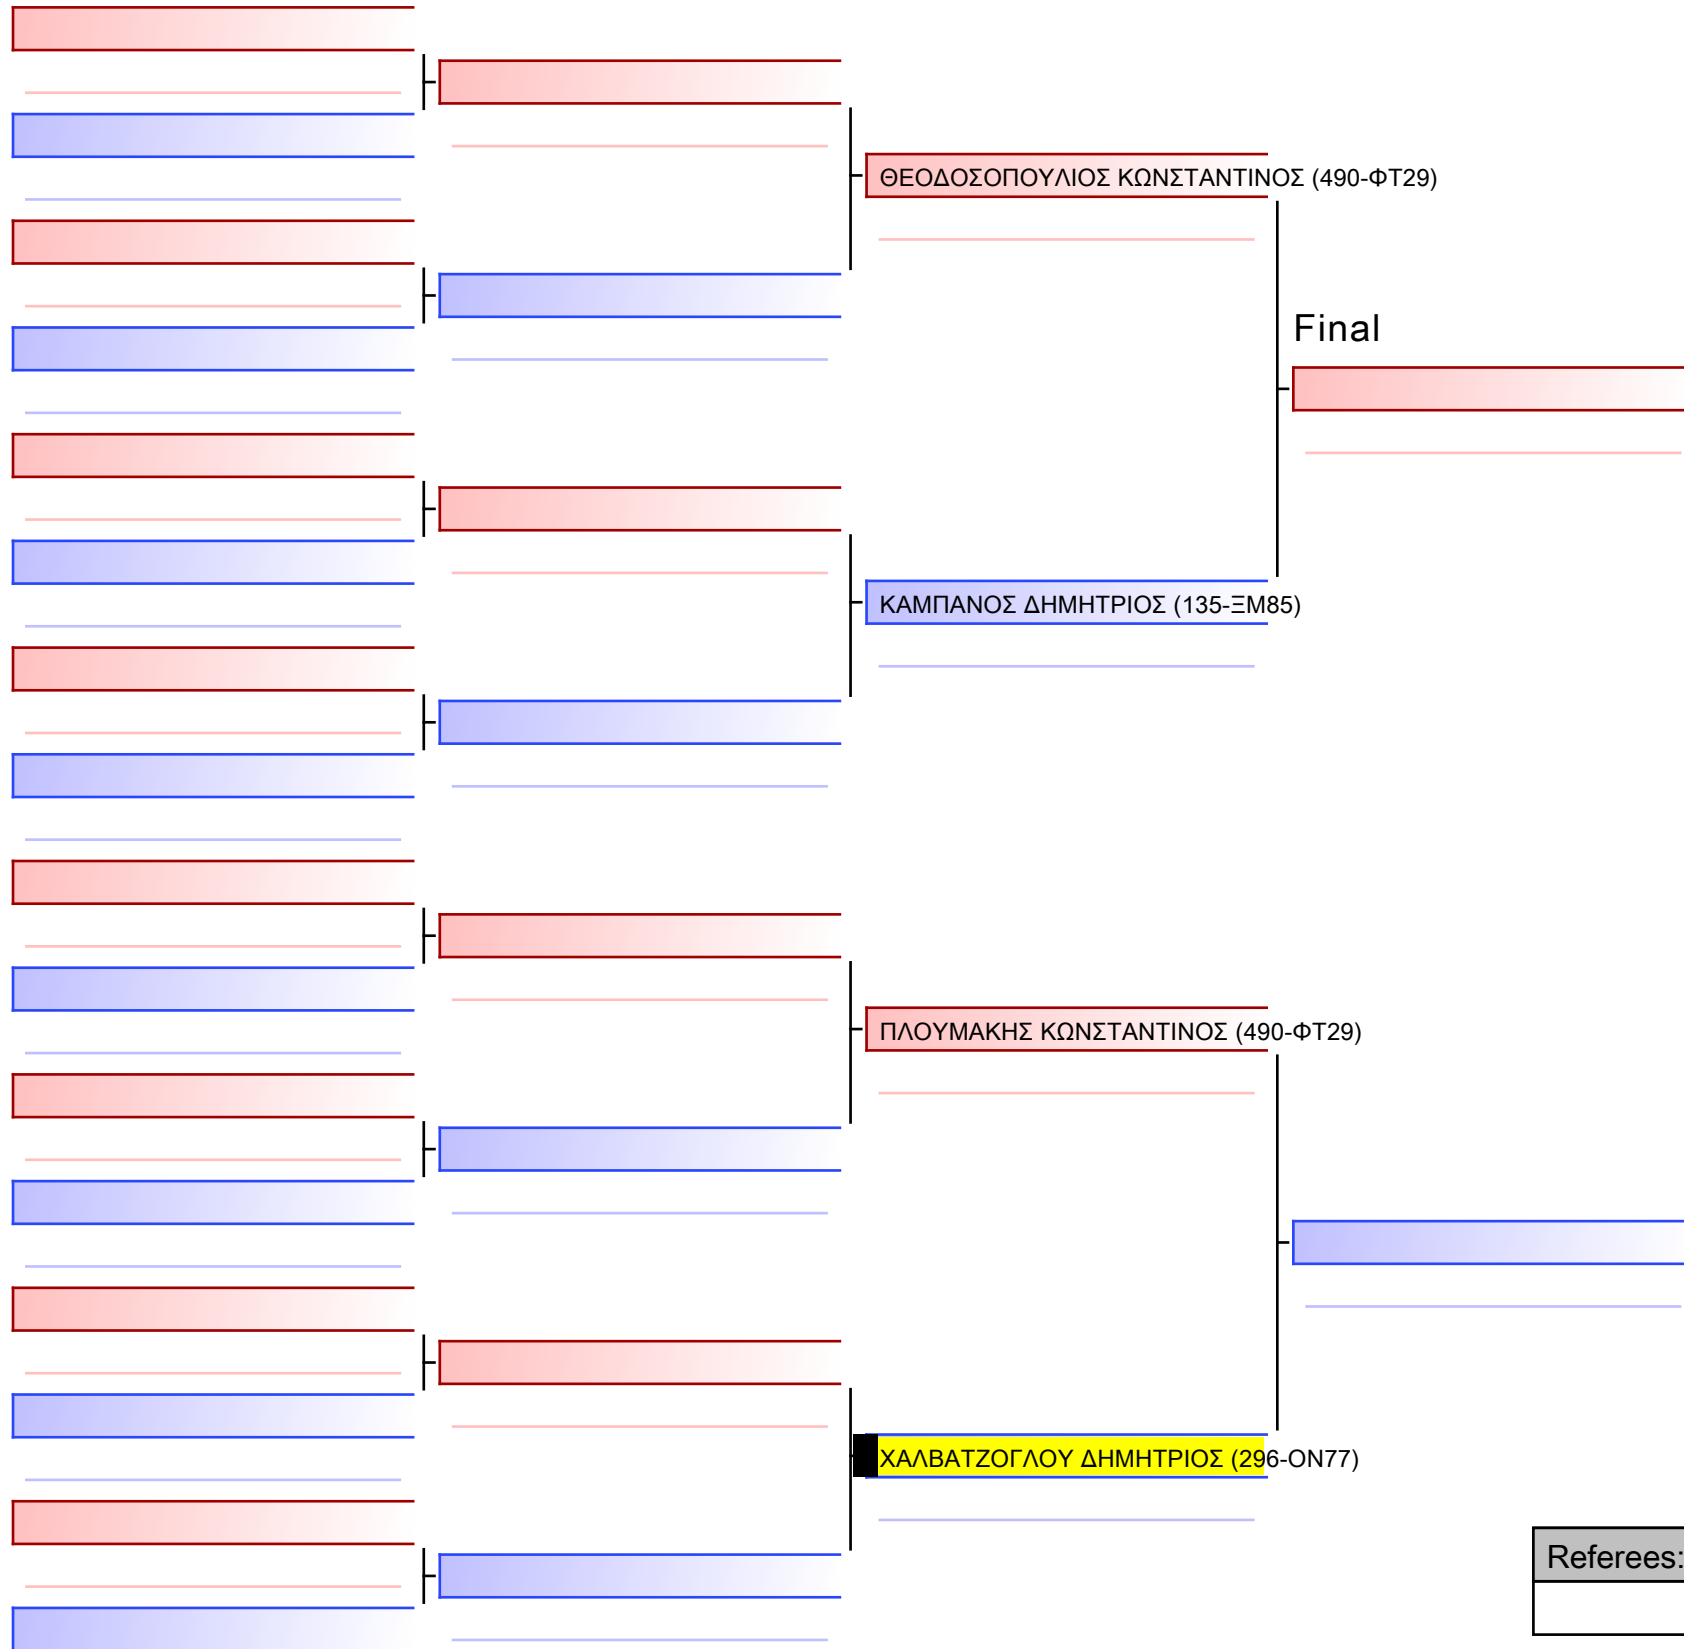 ΘΕΟΔΟΣΟΠΟΥΛΙΟΣ ΚΩΝΣΤΑΝΤΙΝΟΣ (490-ΦΤ29)
Final
ΚΑΜΠΑΝΟΣ ΔΗΜΗΤΡΙΟΣ (135-ΞΜ85)
ΠΛΟΥΜΑΚΗΣ ΚΩΝΣΤΑΝΤΙΝΟΣ (490-ΦΤ29)
ΧΑΛΒΑΤΖΟΓΛΟΥ ΔΗΜΗΤΡΙΟΣ (296-ΟΝ77)
Referees: